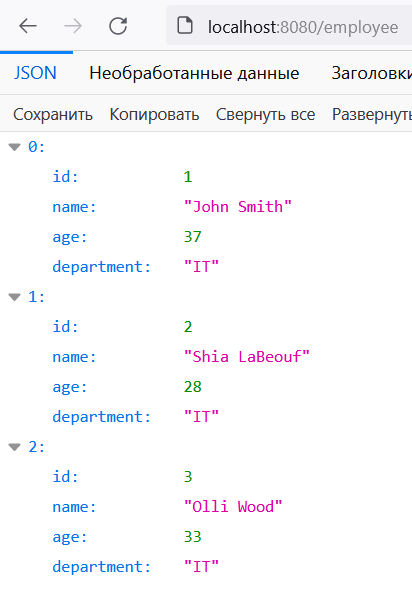 localhost:8080/employee
JSON Необработанные данные Заголовки
Сохранить Копировать Свернуть все Развернуть
0:
id: 1
name: "John Smith"
age: 37
department: "IT"
1:
id: 2
name: "Shia LaBeouf"
age: 28
department: "IT"
2:
id: 3
name: "Olli Wood"
age: 33
department: "IT"